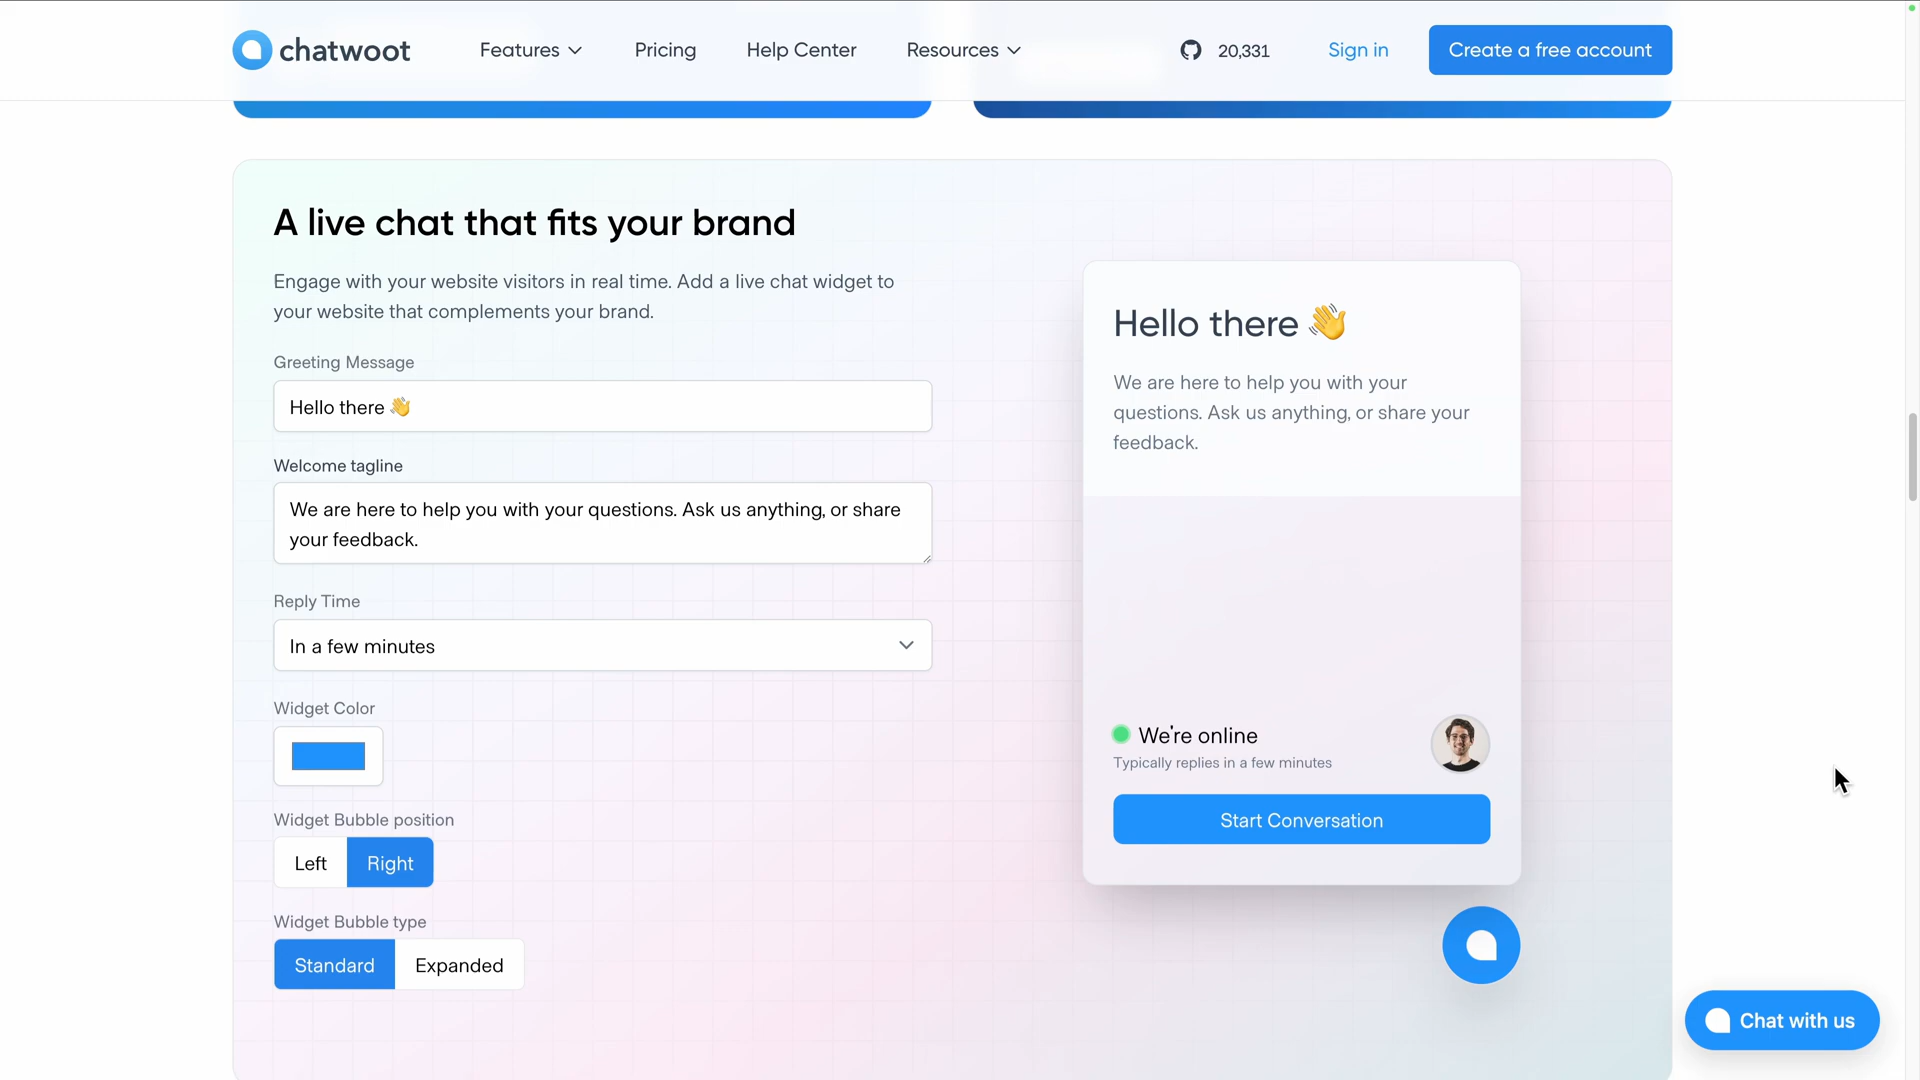 chatwoot
Features
Pricing
Help Center
Resources
20,331
Sign in
Create a free account
A live chat that fits your brand
Engage with your website visitors in real time. Add a live chat widget to
your website that complements your brand.
Greeting Message
Hello there 👋
Welcome tagline
We are here to help you with your questions. Ask us anything, or share
your feedback.
Reply Time
In a few minutes
Widget Color
Widget Bubble position
Left
Right
Widget Bubble type
Standard
Expanded
Hello there 👋
We are here to help you with your
questions. Ask us anything, or share your
feedback.
We're online
Typically replies in a few minutes
Start Conversation
Chat with us